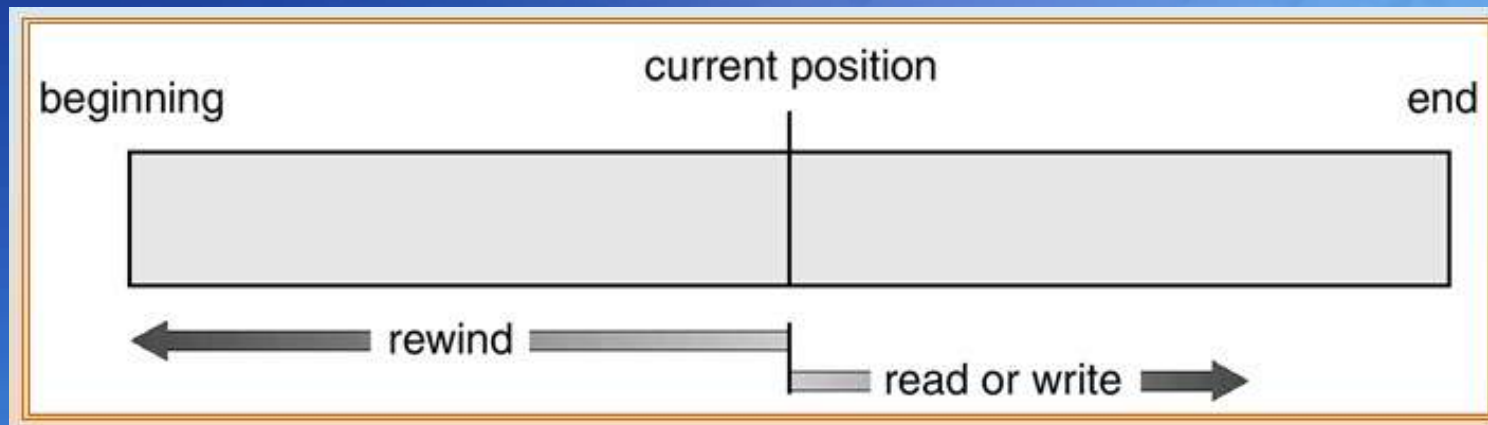 current position
beginning
end
rewind
read or write